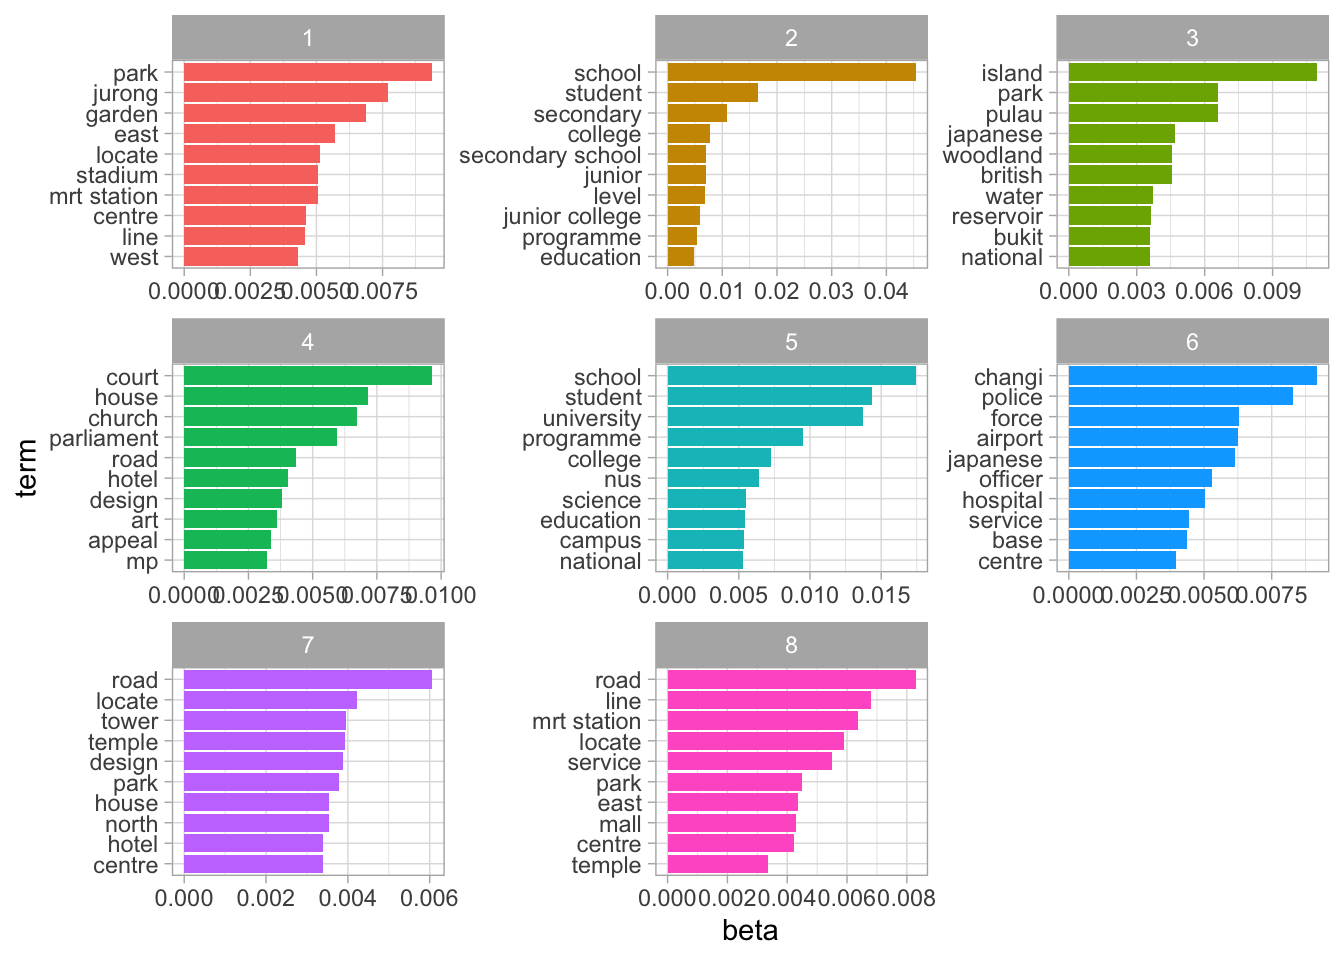 1
park
jurong
garden
east
locate
stadium
mrt station
centre
line
west
0.0000 0.0025 0.0050 0.0075
2
school
student
secondary
college
secondary school
junior
level
junior college
programme
education
0.00 0.01 0.02 0.03 0.04
3
island
park
pulau
japanese
woodland
british
water
reservoir
bukit
national
0.000 0.003 0.006 0.009
term
4
court
house
church
parliament
road
hotel
design
art
appeal
mp
0.0000 0.0025 0.0050 0.0075 0.0100
5
school
student
university
programme
college
nus
science
education
campus
national
0.000 0.005 0.010 0.015
6
changi
police
force
airport
japanese
officer
hospital
service
base
centre
0.0000 0.0025 0.0050 0.0075
7
road
locate
tower
temple
design
park
house
north
hotel
centre
0.000 0.002 0.004 0.006
8
road
line
mrt station
locate
service
park
east
mall
centre
temple
0.000 0.002 0.004 0.006 0.008
beta